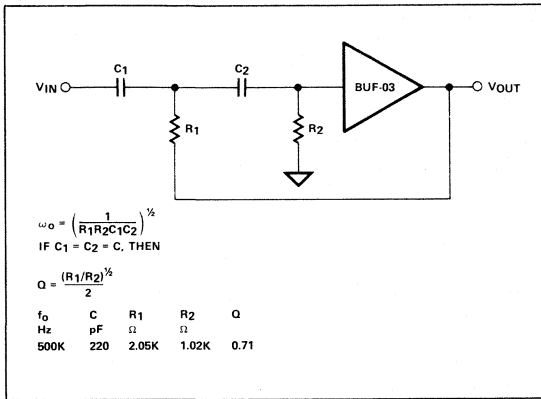 C1
C2
VIN
BUF-03
VOUT
R1
R2
ωo = (1/R1R2C1C2)^½
IF C1 = C2 = C, THEN
Q = (R1/R2)^½/2
fo C R1 R2 Q
Hz pF Ω Ω
500K 220 2.05K 1.02K 0.71